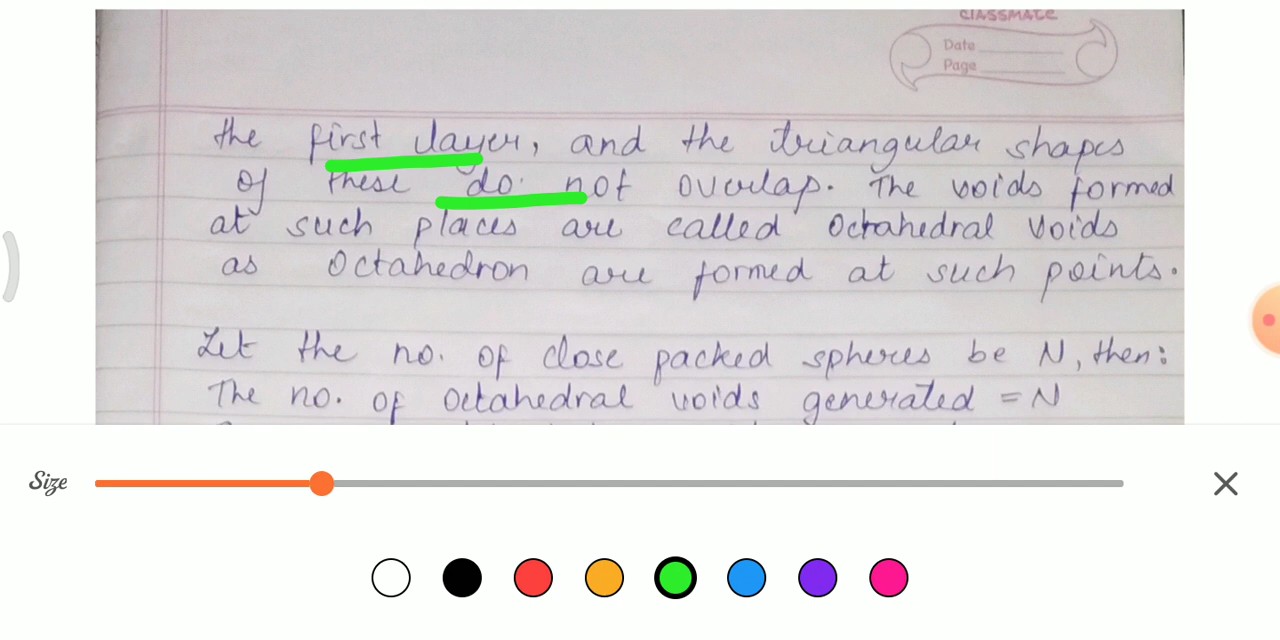 classmate
Date
Page
the first layer, and the triangular shapes
of these do not overlap. The voids formed
at such places are called Octahedral Voids
as Octahedron are formed at such points.
Let the no. of close packed spheres be N, then:
The no. of Octahedral voids generated = N
Size